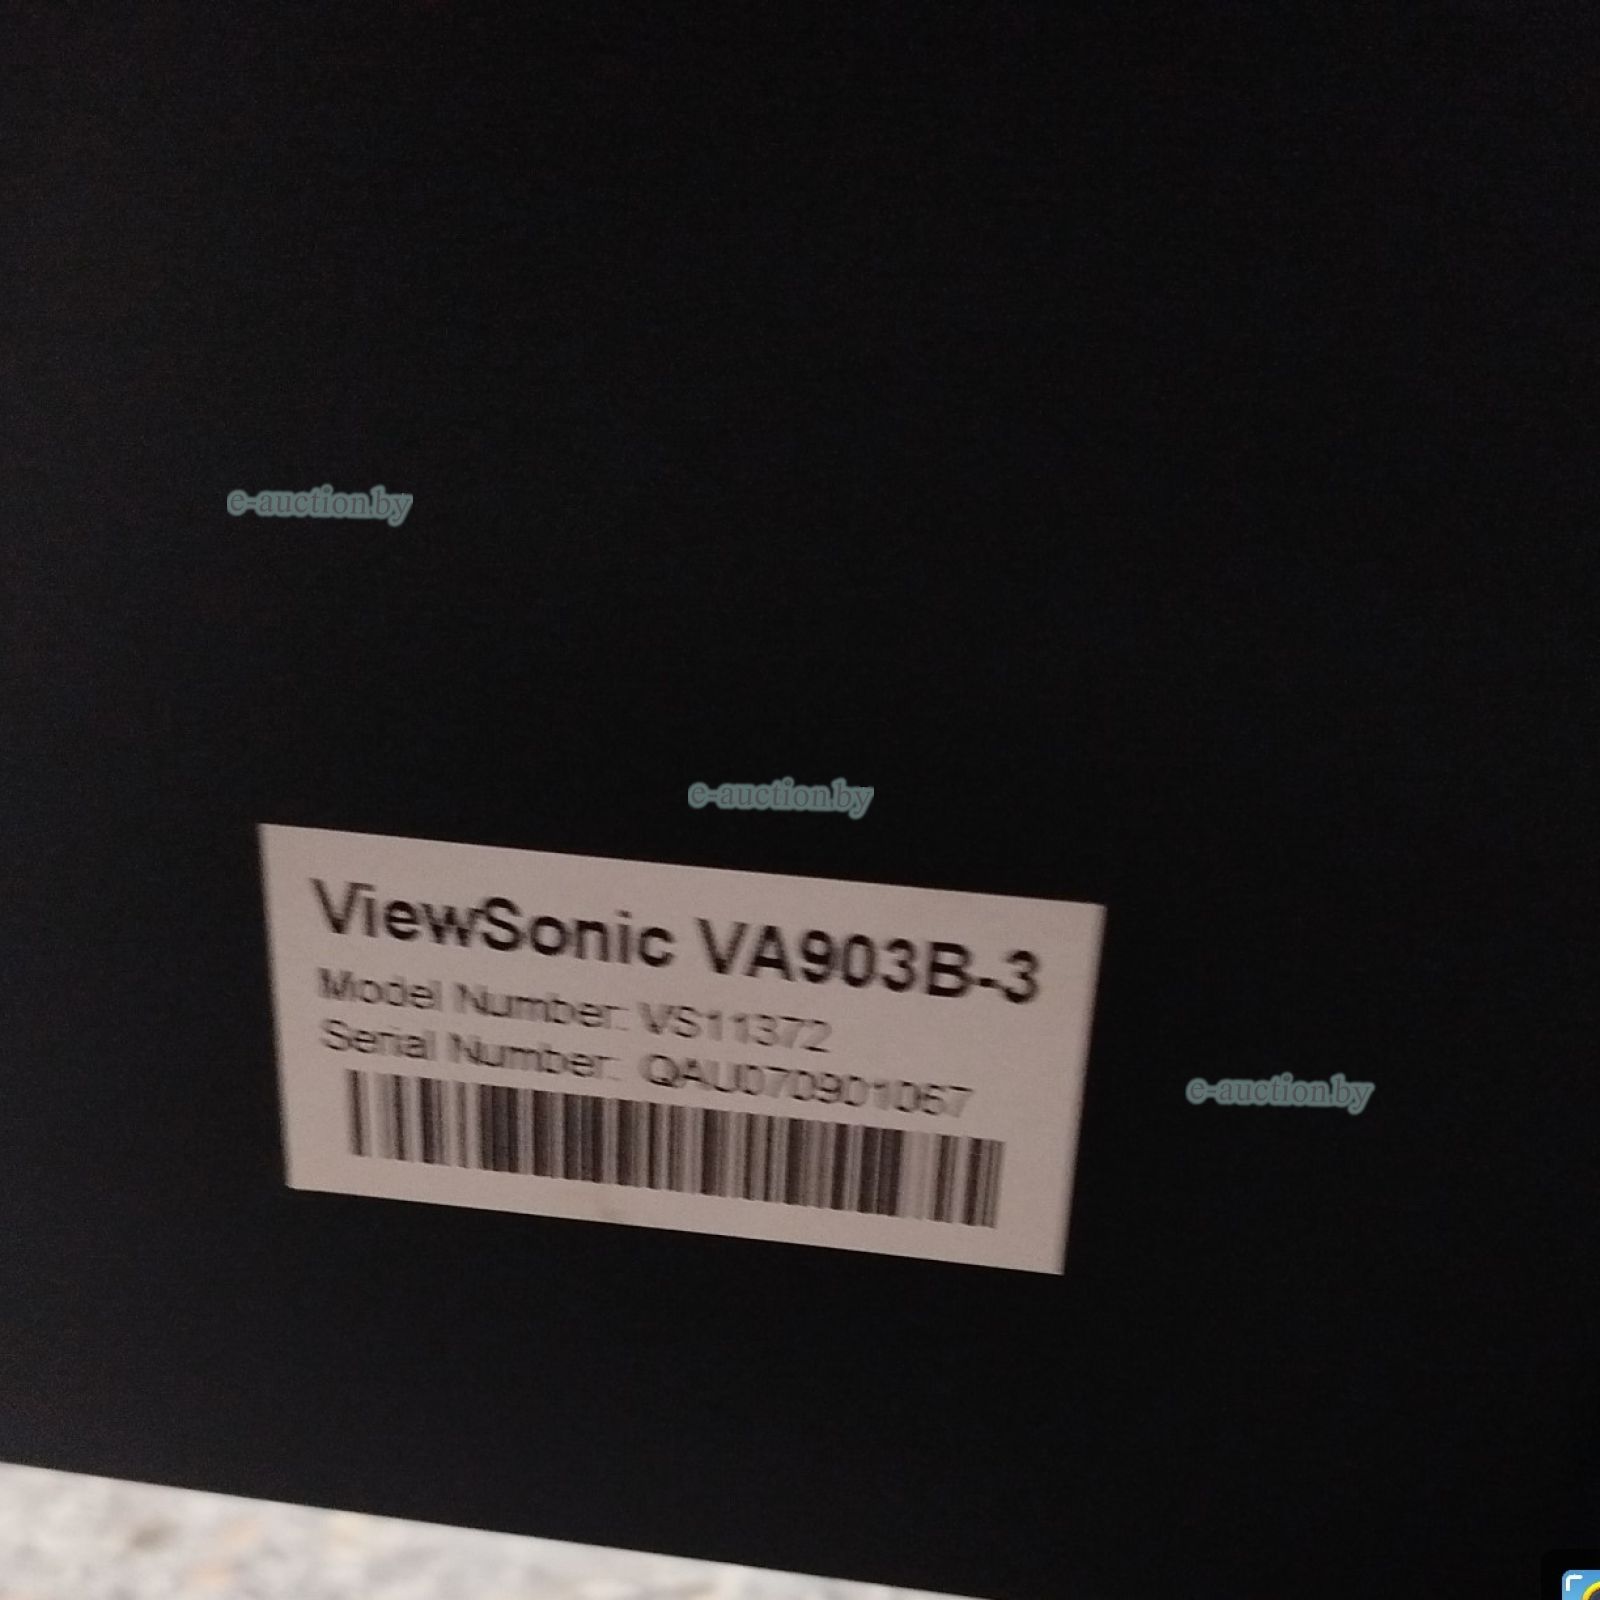 e-auction.by
e-auction.by
ViewSonic VA903B-3
Model Number: VS11372
Serial Number: QAU070901067
e-auction.by